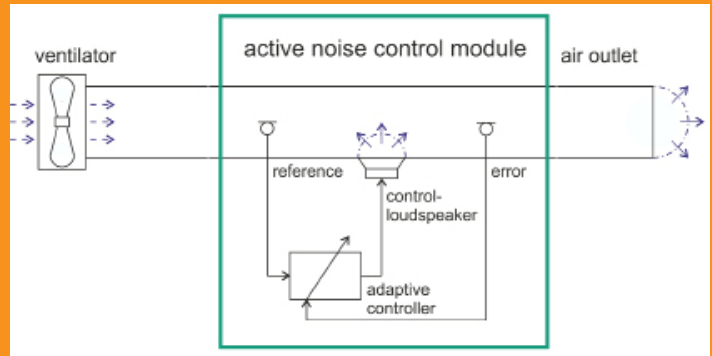 ventilator
active noise control module
air outlet
reference
control-
loudspeaker
error
adaptive
controller